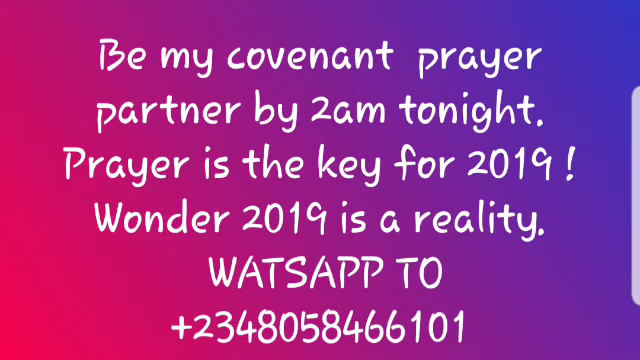 Be my covenant prayer
partner by 2am tonight.
Prayer is the key for 2019 !
Wonder 2019 is a reality.
WATSAPP TO
+2348058466101